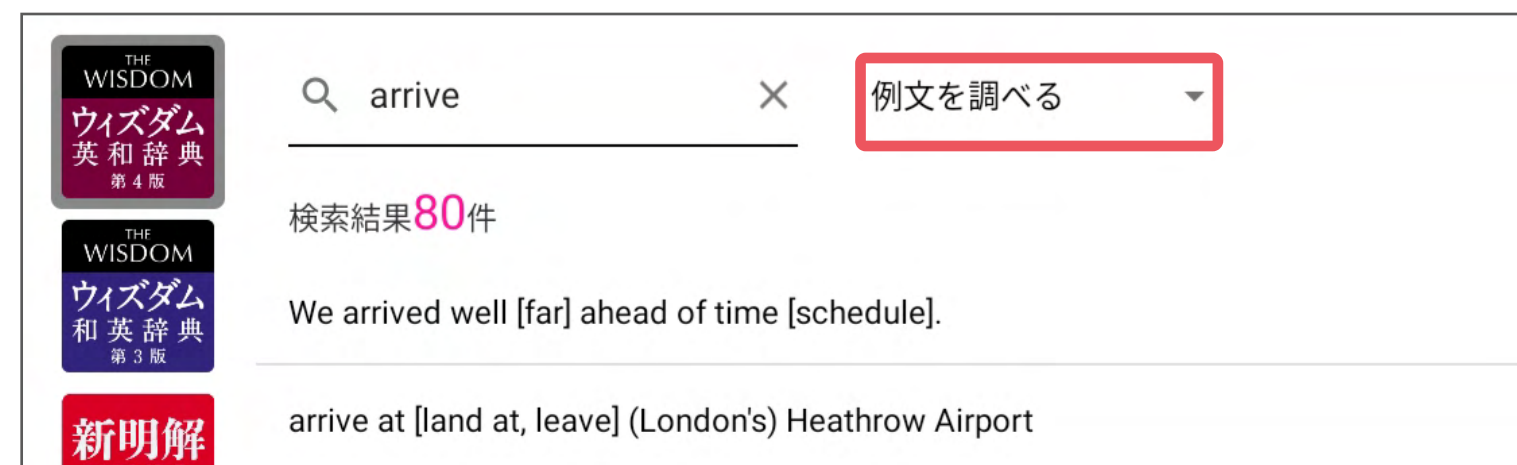 THE
WISDOM
ウィズダム
英和辞典
第4版
arrive
例文を調べる
検索結果80件
THE
WISDOM
ウィズダム
和英辞典
第3版
We arrived well [far] ahead of time [schedule].
新明解
arrive at [land at, leave] (London's) Heathrow Airport